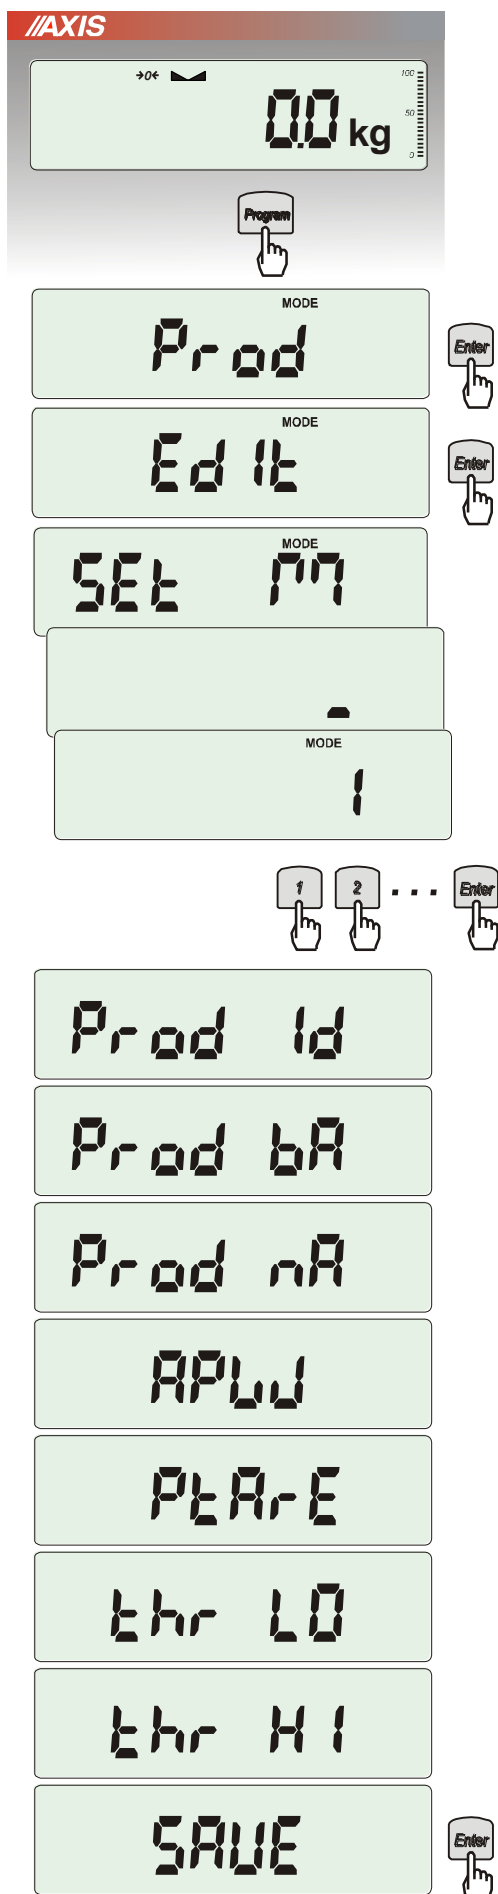 //AXIS
→0←
100
0.0 kg
50
0
Program
MODE
Prod
Enter
MODE
Edit
Enter
MODE
SEt M
_
MODE
1
1 2 ... Enter
Prod Id
Prod bA
Prod nA
APW
PtArE
thr LO
thr HI
SAVE
Enter